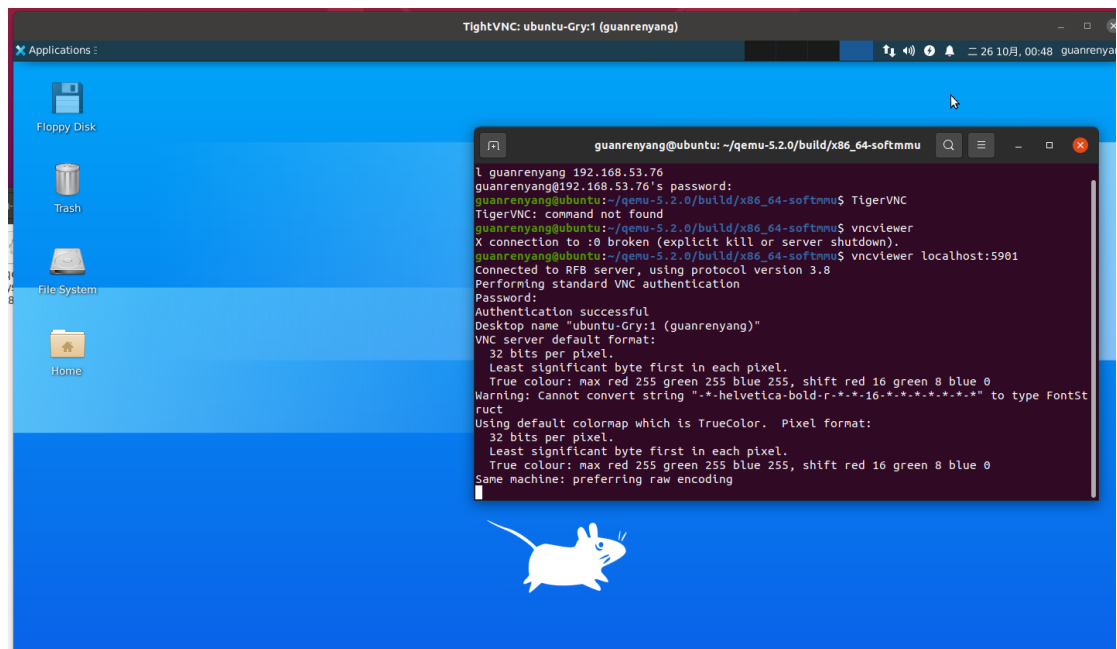 TightVNC: ubuntu-Gry:1 (guanrenyang)
Applications
二 26 10月, 00:48 guanrenyan
Floppy Disk
Trash
File System
Home
guanrenyang@ubuntu: ~/qemu-5.2.0/build/x86_64-softmmu
l guanrenyang 192.168.53.76
guanrenyang@192.168.53.76's password:
guanrenyang@ubuntu:~/qemu-5.2.0/build/x86_64-softmmu$ TigerVNC
TigerVNC: command not found
guanrenyang@ubuntu:~/qemu-5.2.0/build/x86_64-softmmu$ vncviewer
X connection to :0 broken (explicit kill or server shutdown).
guanrenyang@ubuntu:~/qemu-5.2.0/build/x86_64-softmmu$ vncviewer localhost:5901
Connected to RFB server, using protocol version 3.8
Performing standard VNC authentication
Password:
Authentication successful
Desktop name "ubuntu-Gry:1 (guanrenyang)"
VNC server default format:
32 bits per pixel.
Least significant byte first in each pixel.
True colour: max red 255 green 255 blue 255, shift red 16 green 8 blue 0
Warning: Cannot convert string "-*-helvetica-bold-r-*-*-16-*-*-*-*-*-*-*" to type FontSt
ruct
Using default colormap which is TrueColor.  Pixel format:
32 bits per pixel.
Least significant byte first in each pixel.
True colour: max red 255 green 255 blue 255, shift red 16 green 8 blue 0
Same machine: preferring raw encoding